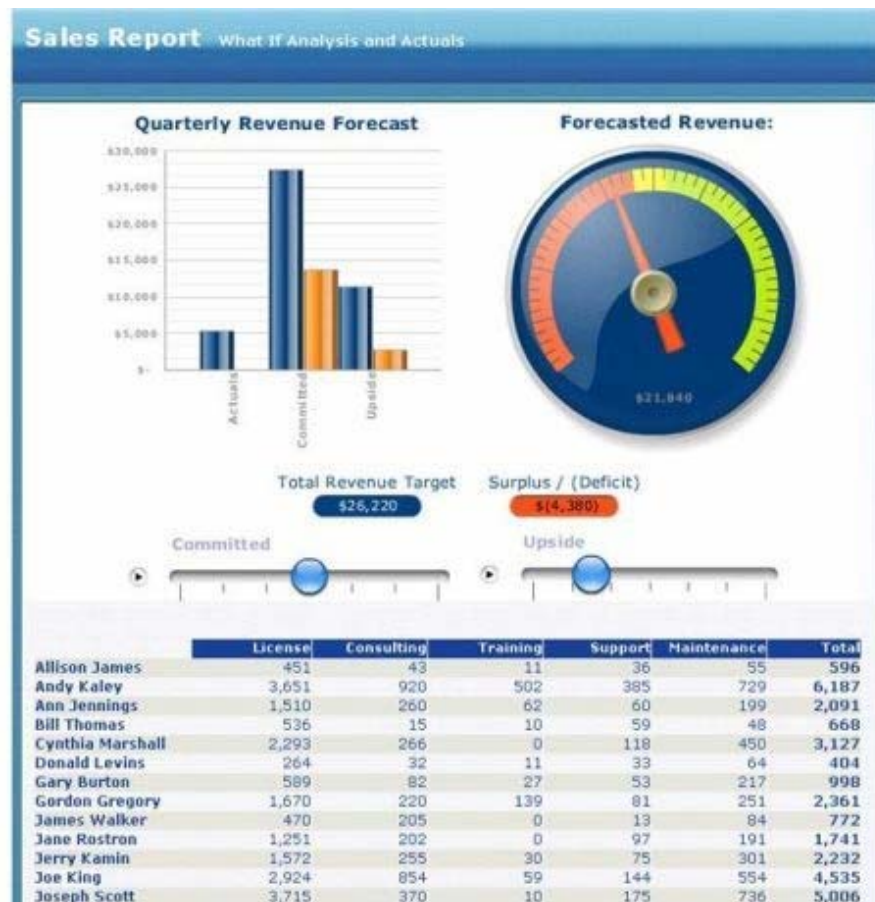 Sales Report What If Analysis and Actuals
Quarterly Revenue Forecast
Forecasted Revenue:
$30,000
$25,000
$20,000
$15,000
$10,000
$5,000
$-
Actuals
Committed
Upside
$21,840
Total Revenue Target
Surplus / (Deficit)
$26,220
$(4,380)
Committed
Upside
License Consulting Training Support Maintenance Total
Allison James 451 43 11 36 55 596
Andy Kaley 3,651 920 502 385 729 6,187
Ann Jennings 1,510 260 62 60 199 2,091
Bill Thomas 536 15 10 59 48 668
Cynthia Marshall 2,293 266 0 118 450 3,127
Donald Levins 264 32 11 33 64 404
Gary Burton 589 82 27 53 217 998
Gordon Gregory 1,670 220 139 81 251 2,361
James Walker 470 205 0 13 84 772
Jane Rostron 1,251 202 0 97 191 1,741
Jerry Kamin 1,572 255 30 75 301 2,232
Joe King 2,924 854 59 144 554 4,535
Joseph Scott 3,715 370 10 175 736 5,006